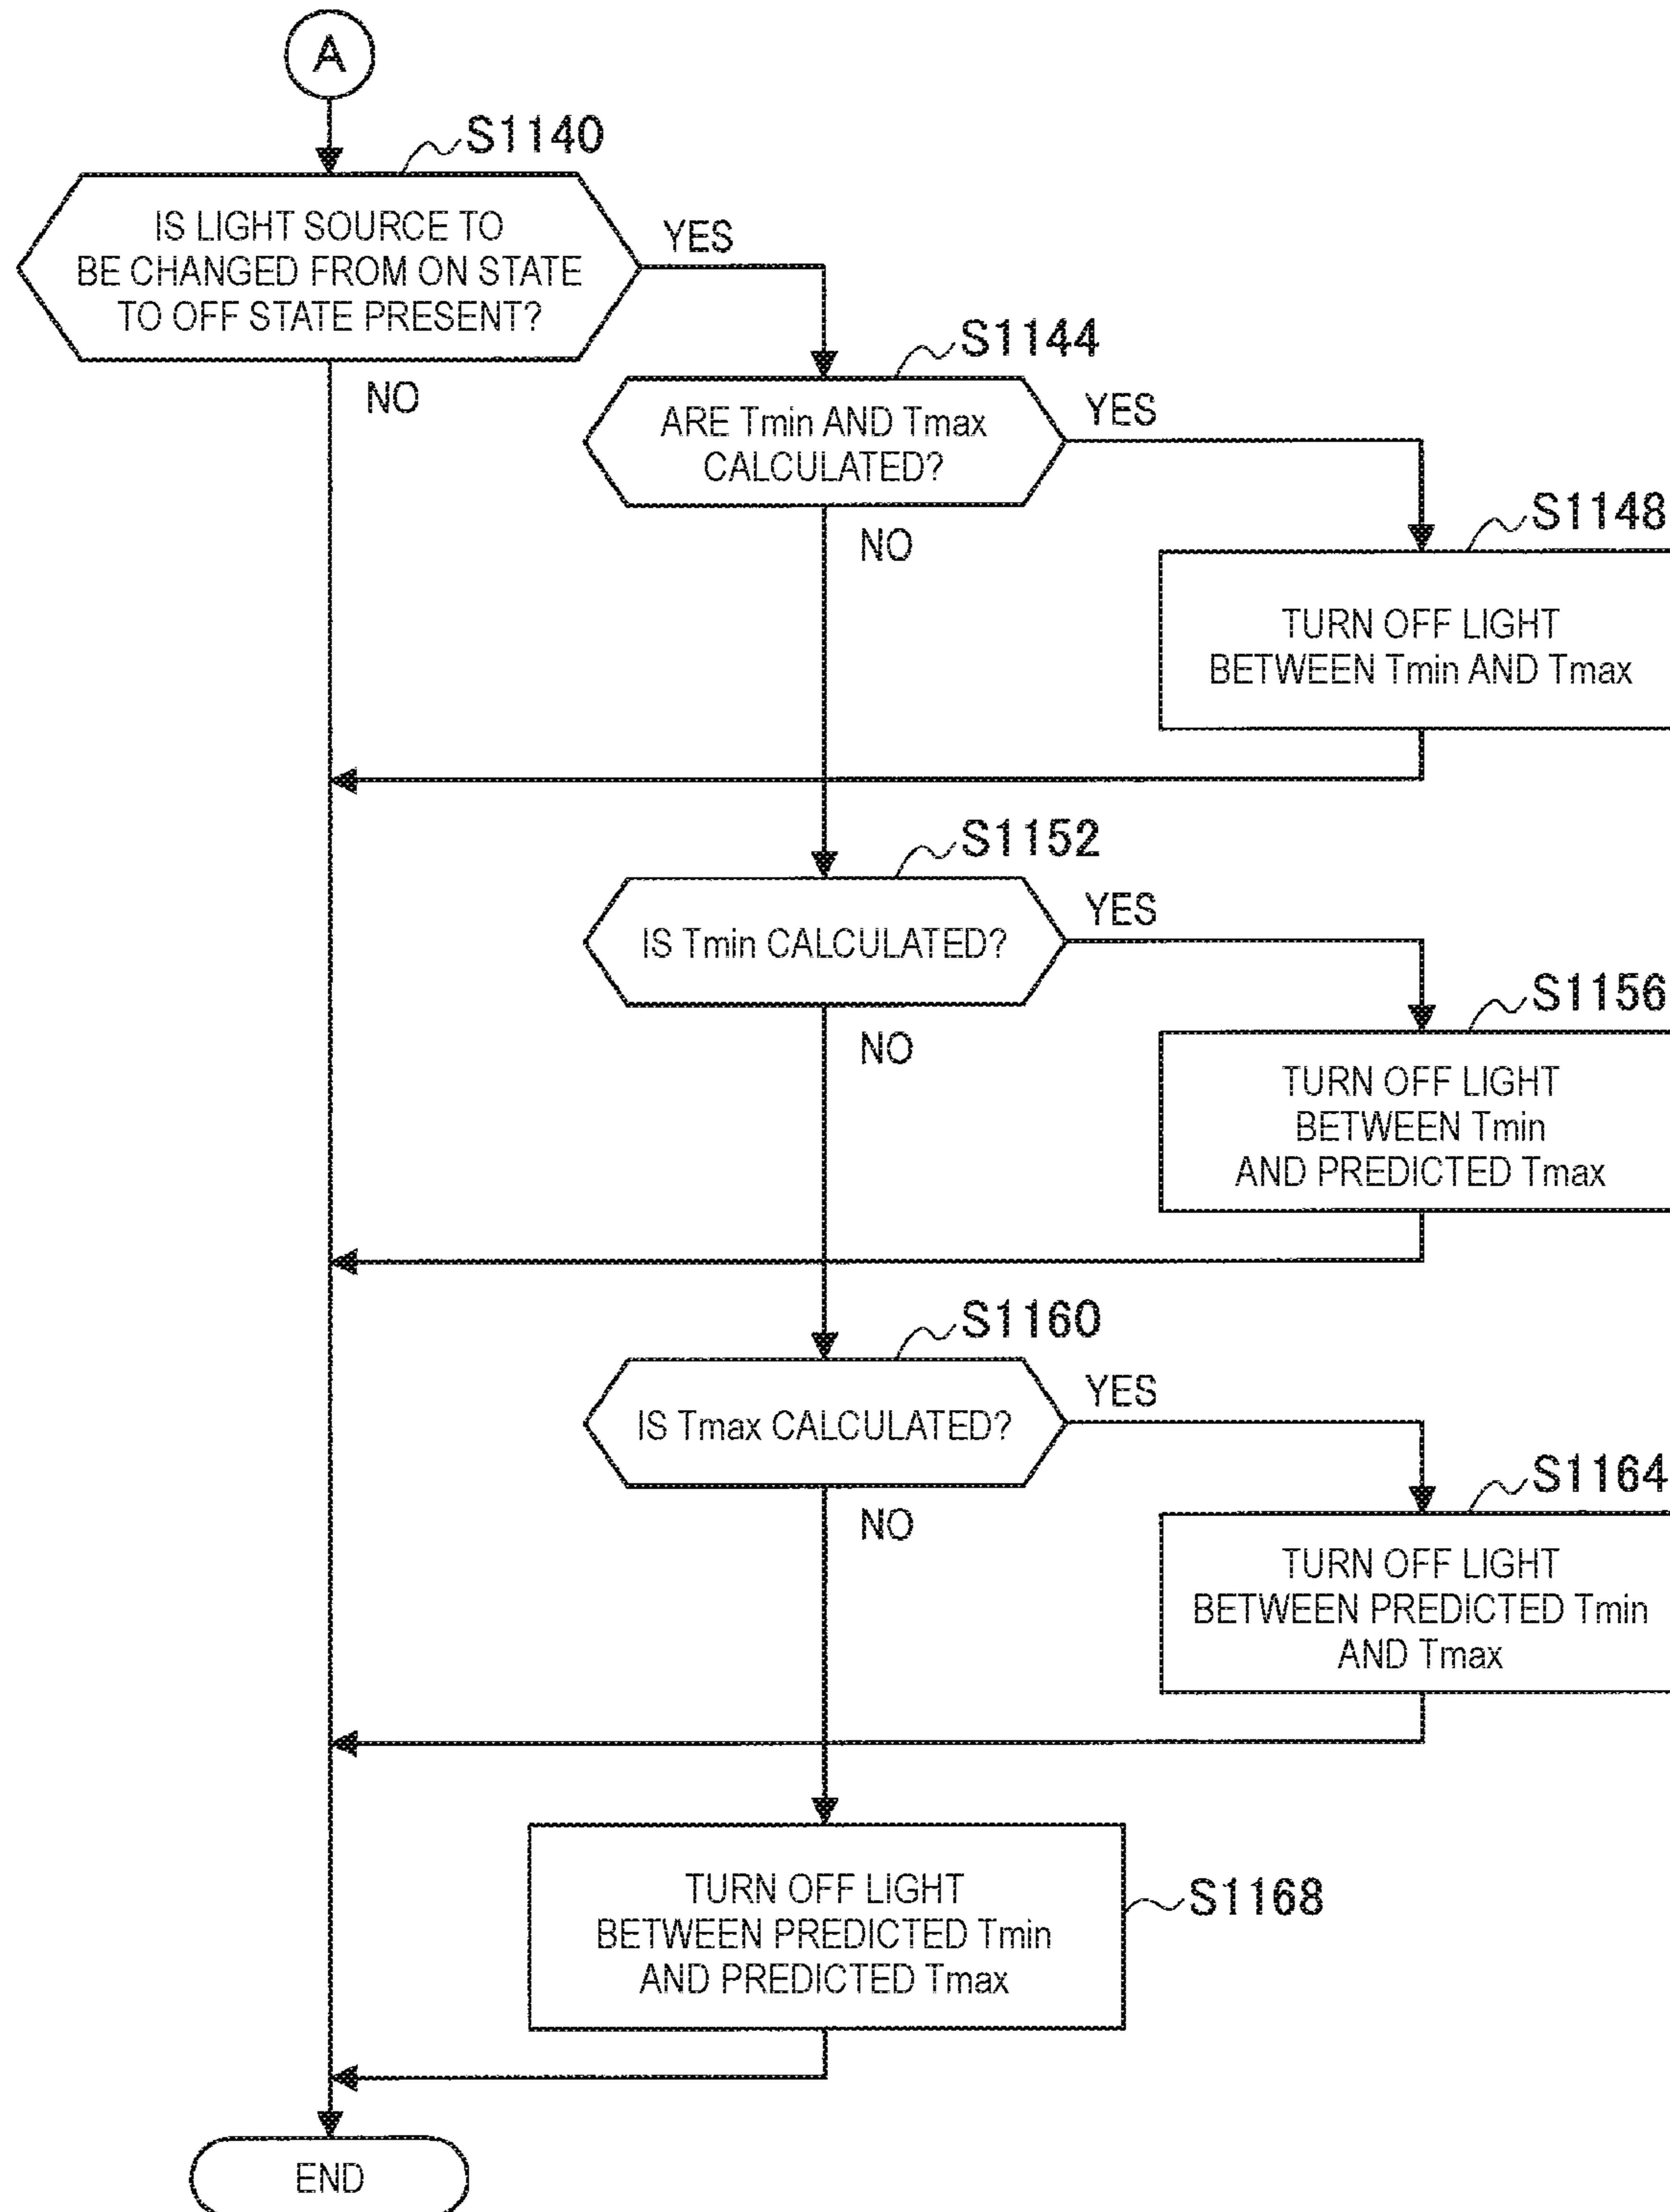 A
S1140
IS LIGHT SOURCE TO
BE CHANGED FROM ON STATE
TO OFF STATE PRESENT?
YES
NO
S1144
ARE Tmin AND Tmax
CALCULATED?
YES
NO
S1148
TURN OFF LIGHT
BETWEEN Tmin AND Tmax
S1152
IS Tmin CALCULATED?
YES
NO
S1156
TURN OFF LIGHT
BETWEEN Tmin
AND PREDICTED Tmax
S1160
IS Tmax CALCULATED?
YES
NO
S1164
TURN OFF LIGHT
BETWEEN PREDICTED Tmin
AND Tmax
TURN OFF LIGHT
BETWEEN PREDICTED Tmin
AND PREDICTED Tmax
S1168
END